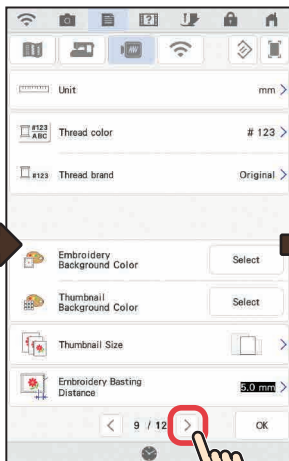 Unit mm >
#123
ABC
Thread color # 123 >
#123 Thread brand Original >
Embroidery
Background Color Select
Thumbnail
Background Color Select
Thumbnail Size >
Embroidery Basting
Distance 5.0 mm >
< 9 / 12 > OK